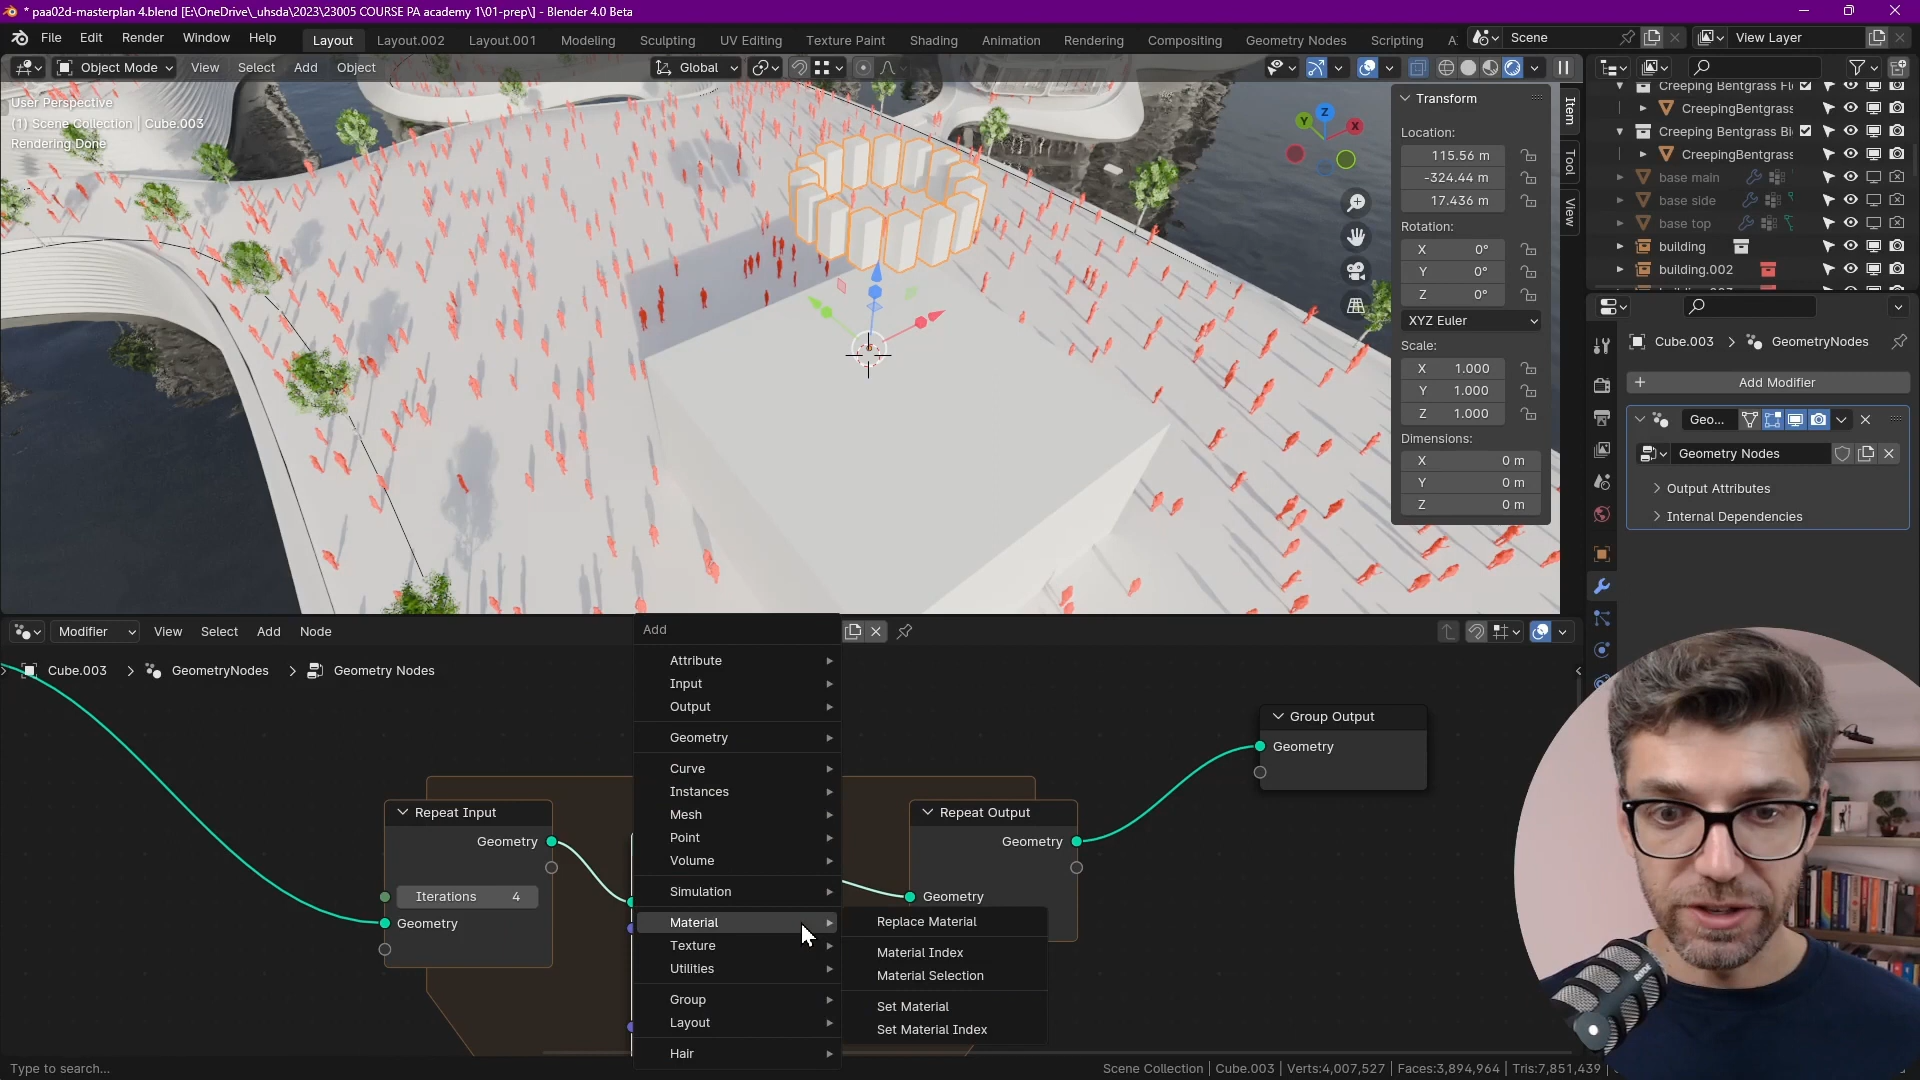 * paa02d-masterplan 4.blend [E:\OneDrive\_uhsda\2023\23005 COURSE PA academy 1\01-prep\] - Blender 4.0 Beta
File Edit Render Window Help Layout Layout.002 Layout.001 Modeling Sculpting UV Editing Texture Paint Shading Animation Rendering Compositing Geometry Nodes Scripting Scene View Layer
Object Mode View Select Add Object Global
User Perspective
(1) Scene Collection | Cube.003
Rendering Done
Z
Y
X
Transform
Location:
115.56 m
-324.44 m
17.436 m
Rotation:
X 0°
Y 0°
Z 0°
XYZ Euler
Scale:
X 1.000
Y 1.000
Z 1.000
Dimensions:
X 0 m
Y 0 m
Z 0 m
Item
Tool
View
CreepingBentgrass
Creeping Bentgrass Bl
CreepingBentgrass
base main
base side
base top
building
building.002
Cube.003 > GeometryNodes
Add Modifier
Geo...
Geometry Nodes
Output Attributes
Internal Dependencies
Modifier View Select Add Node
Cube.003 > GeometryNodes > Geometry Nodes
Repeat Input
Geometry
Iterations 4
Geometry
Add
Attribute
Input
Output
Geometry
Curve
Instances
Mesh
Point
Volume
Simulation
Material
Texture
Utilities
Group
Layout
Hair
Replace Material
Material Index
Material Selection
Set Material
Set Material Index
Repeat Output
Geometry
Geometry
Group Output
Geometry
Type to search...
Scene Collection | Cube.003 | Verts:4,007,527 | Faces:3,894,964 | Tris:7,851,439 |